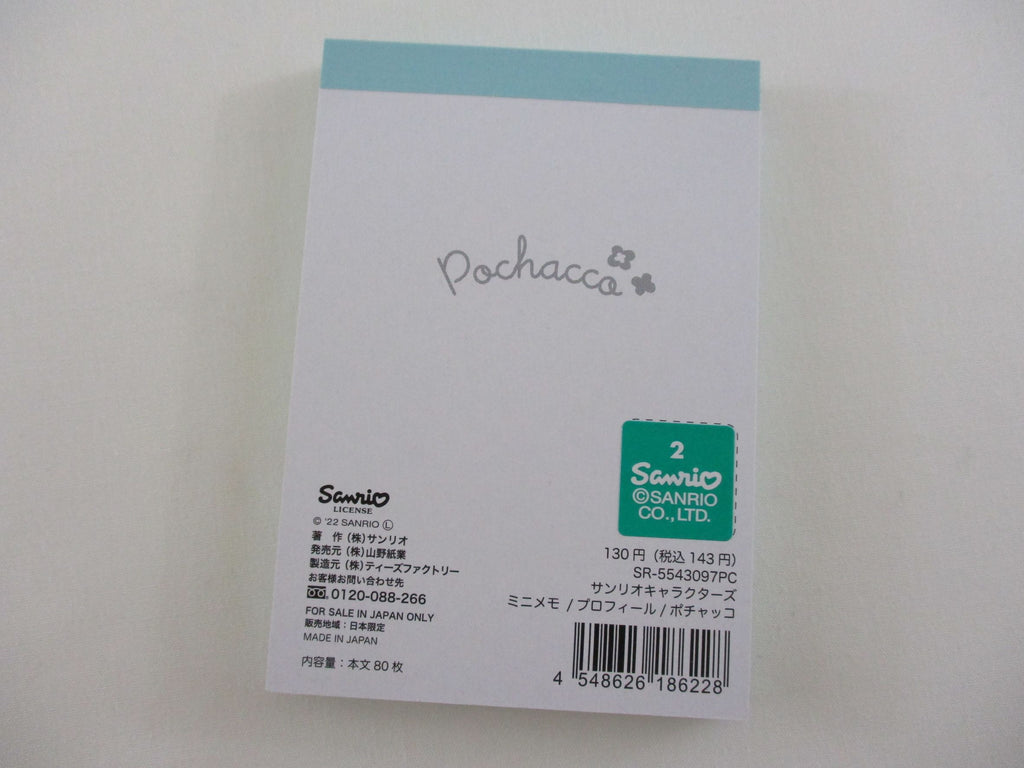 Pochacco
2
Sanrio
©SANRIO
CO., LTD.
Sanrio
LICENSE
© '22 SANRIO Ⓛ
著 作 (株)サンリオ
発売元 (株)山野紙業
製造元 (株)ティーズファクトリー
お客様お問い合わせ先
0120-088-266
FOR SALE IN JAPAN ONLY
販売地域：日本限定
MADE IN JAPAN
内容量：本文80枚
130円（税込143円）
SR-5543097PC
サンリオキャラクターズ
ミニメモ /プロフィール/ポチャッコ
4 548626 186228